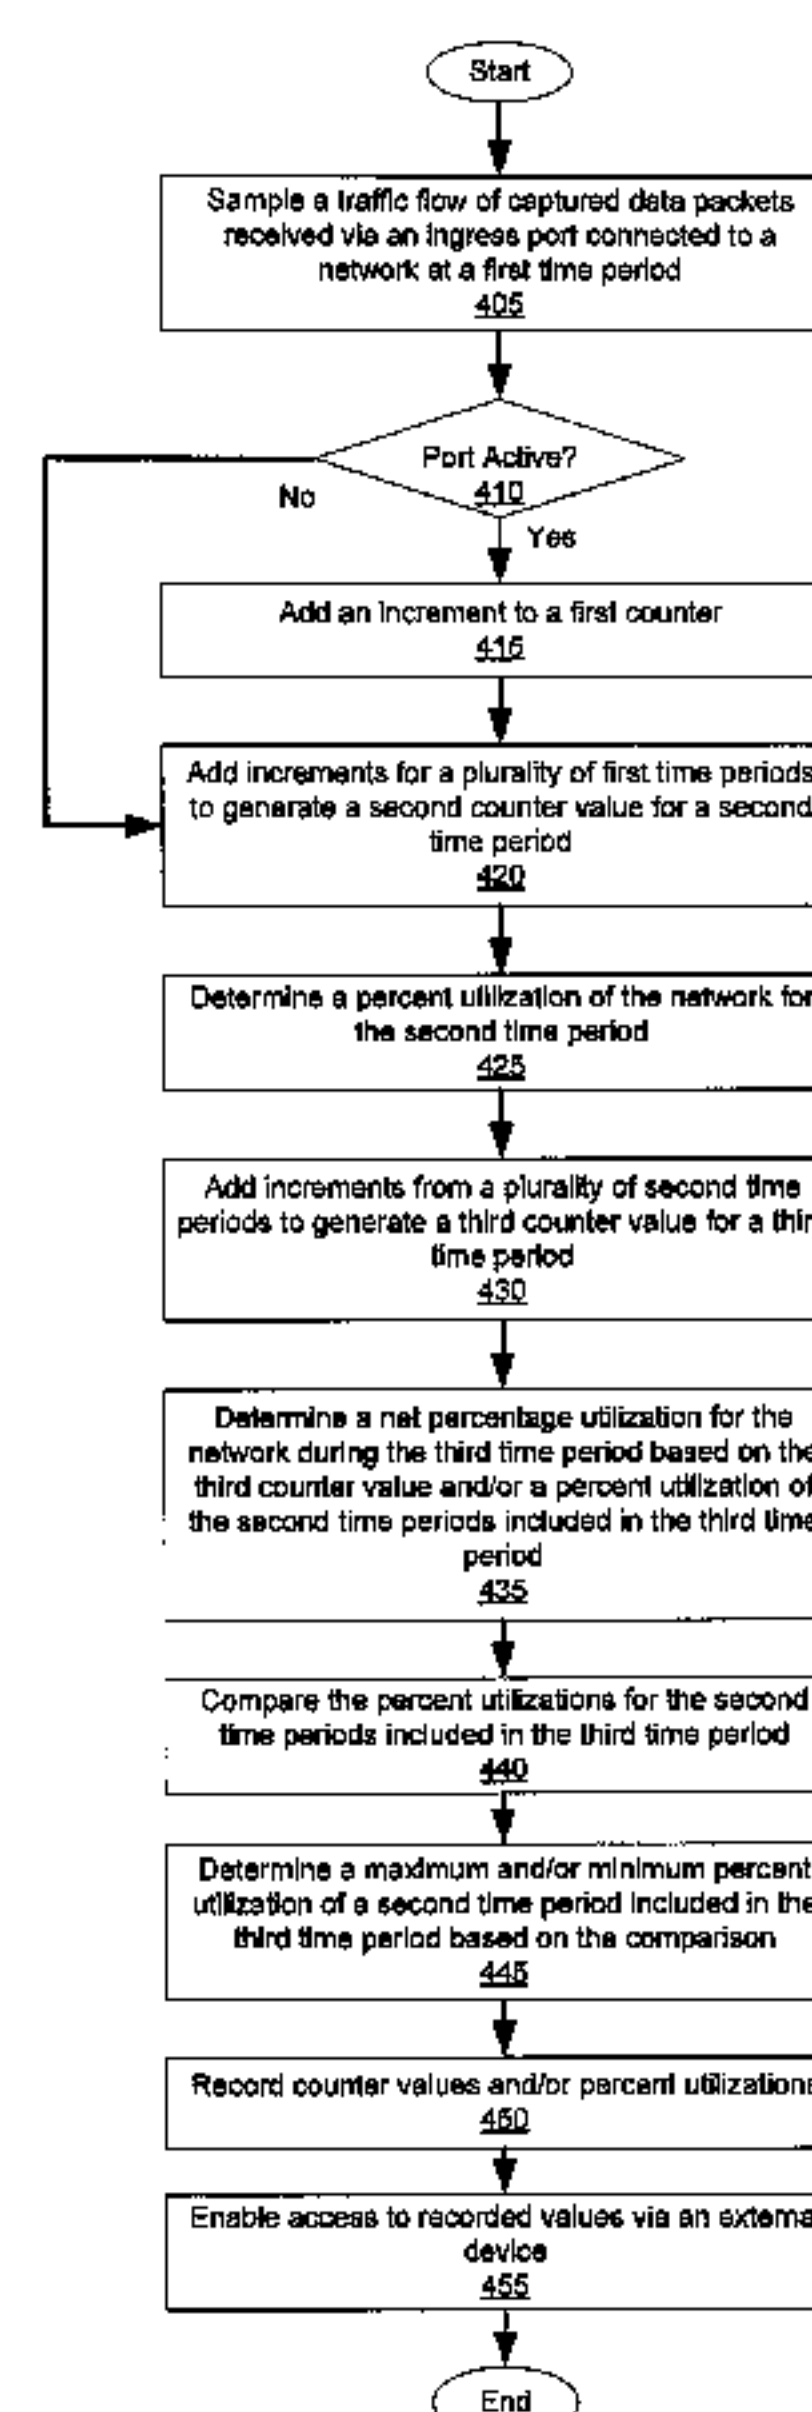 Start
Sample a traffic flow of captured data packets
received via an ingress port connected to a
network at a first time period
405
Port Active?
410
No
Yes
Add an increment to a first counter
415
Add increments for a plurality of first time periods
to generate a second counter value for a second
time period
420
Determine a percent utilization of the network for
the second time period
425
Add increments from a plurality of second time
periods to generate a third counter value for a thir
time period
430
Determine a net percentage utilization for the
network during the third time period based on the
third counter value and/or a percent utilization of
the second time periods included in the third time
period
435
Compare the percent utilizations for the second
time periods included in the third time period
440
Determine a maximum and/or minimum percent
utilization of a second time period included in the
third time period based on the comparison
445
Record counter values and/or percent utilizations
450
Enable access to recorded values via an externa
device
455
End